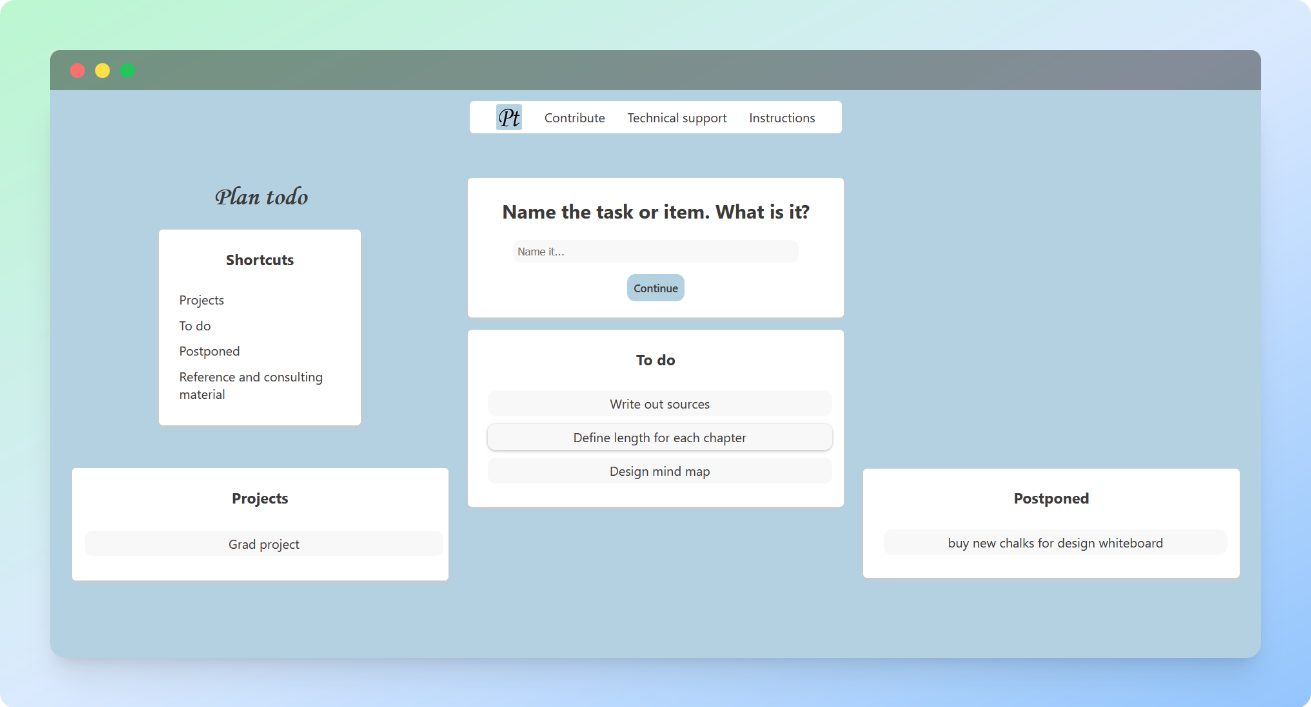 Pt Contribute Technical support Instructions
Plan todo
Shortcuts
Projects
To do
Postponed
Reference and consulting
material
Name the task or item. What is it?
Name it...
Continue
To do
Write out sources
Define length for each chapter
Design mind map
Projects
Grad project
Postponed
buy new chalks for design whiteboard